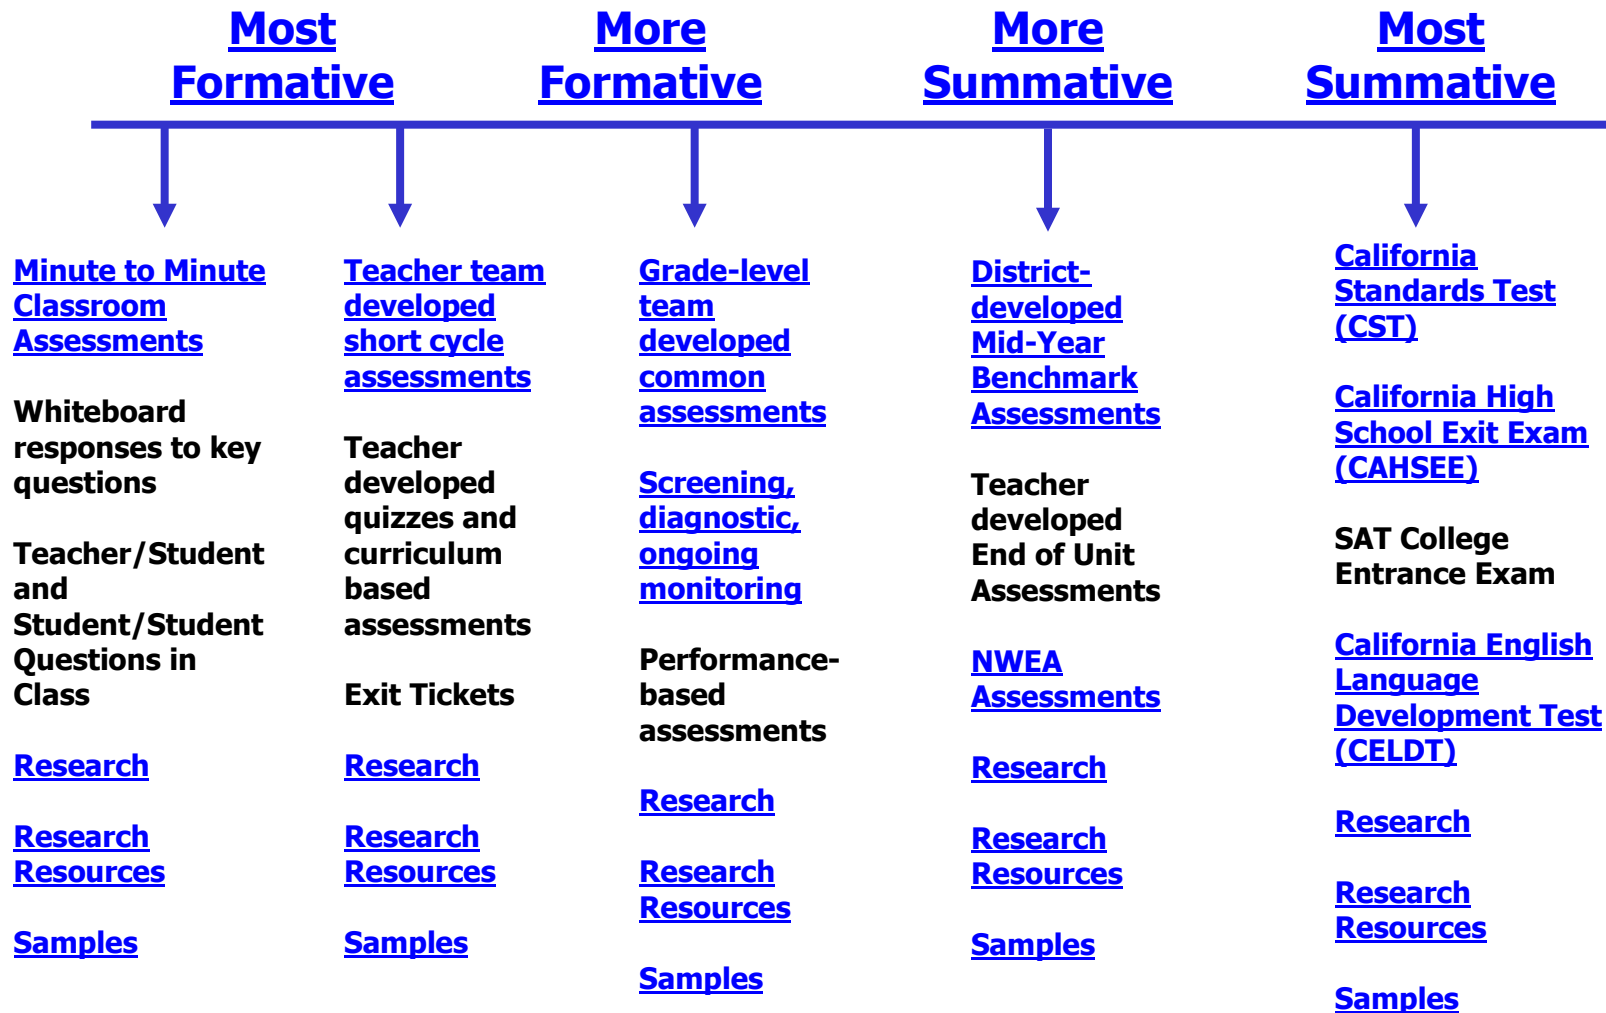 Most
Formative
More
Formative
More
Summative
Most
Summative
Minute to Minute
Classroom
Assessments
Whiteboard
responses to key
questions
Teacher/Student
and
Student/Student
Questions in
Class
Research
Research
Resources
Samples
Teacher team
developed
short cycle
assessments
Teacher
developed
quizzes and
curriculum
based
assessments
Exit Tickets
Research
Research
Resources
Samples
Grade-level
team
developed
common
assessments
Screening,
diagnostic,
ongoing
monitoring
Performance-
based
assessments
Research
Research
Resources
Samples
District-
developed
Mid-Year
Benchmark
Assessments
Teacher
developed
End of Unit
Assessments
NWEA
Assessments
Research
Research
Resources
Samples
California
Standards Test
(CST)
California High
School Exit Exam
(CAHSEE)
SAT College
Entrance Exam
California English
Language
Development Test
(CELDT)
Research
Research
Resources
Samples